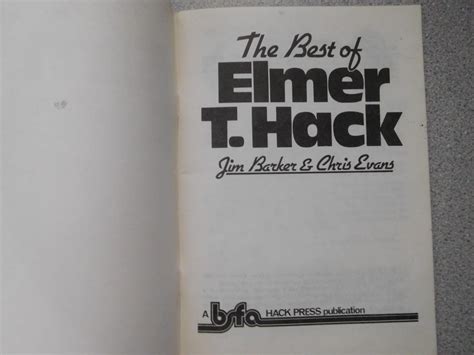 The Best of
Elmer
T. Hack
Jim Barker & Chris Evans
A bsfa HACK PRESS publication